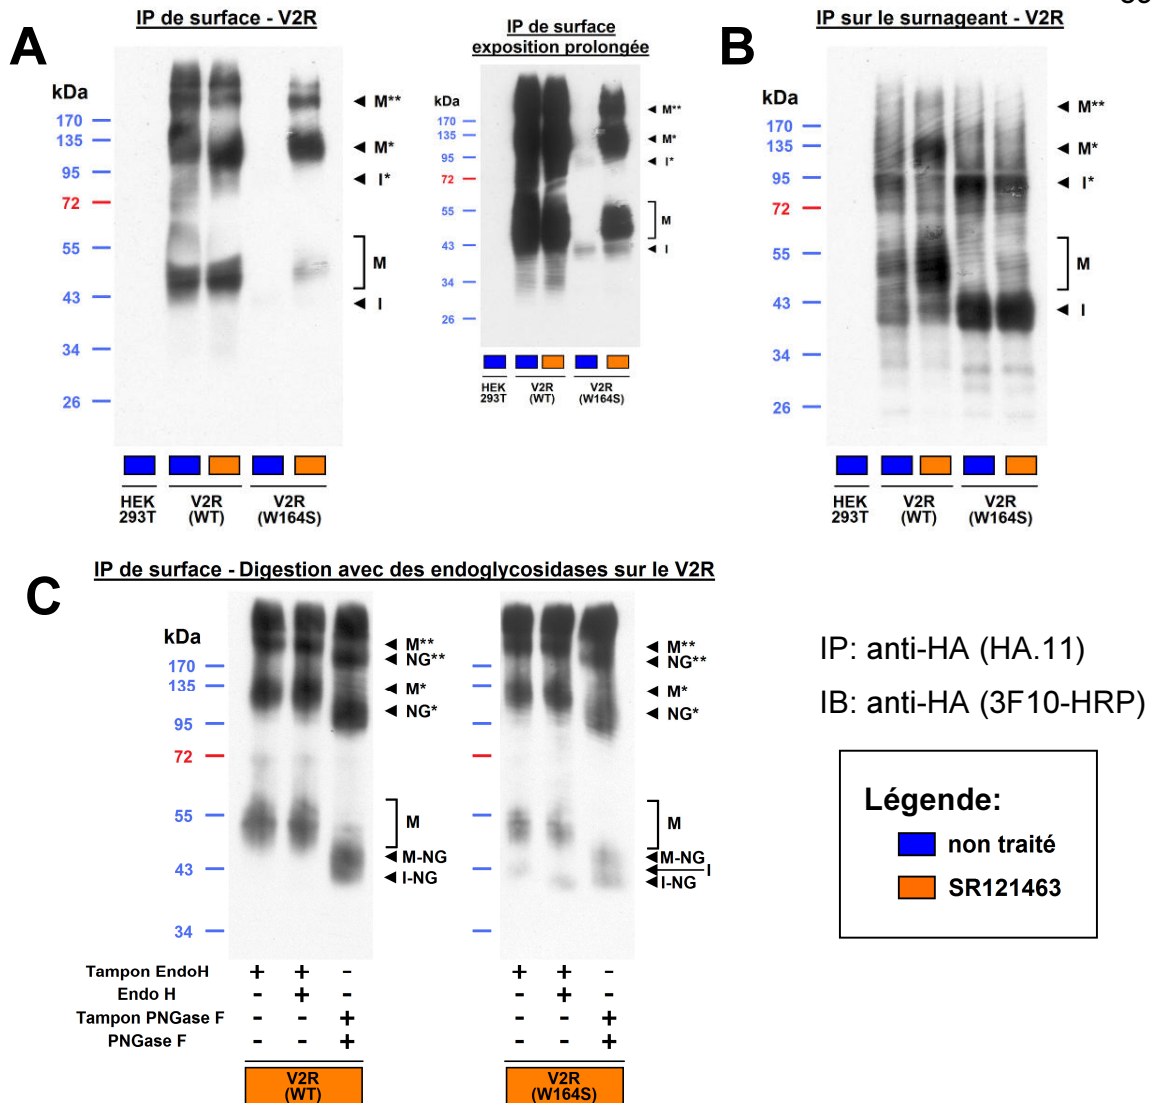 IP de surface - V2R
A
kDa
170
135
95
72
55
43
34
26
M**
M*
I*
M
I
HEK
293T
V2R
(WT)
V2R
(W164S)
IP de surface
exposition prolongée
kDa
170
135
95
72
55
43
34
26
M**
M*
I*
M
I
HEK
293T
V2R
(WT)
V2R
(W164S)
IP sur le surnageant - V2R
B
kDa
170
135
95
72
55
43
34
26
M**
M*
I*
M
I
HEK
293T
V2R
(WT)
V2R
(W164S)
IP de surface - Digestion avec des endoglycosidases sur le V2R
C
kDa
170
135
95
72
55
43
34
M**
NG**
M*
NG*
M
M-NG
I-NG
M**
NG**
M*
NG*
M
M-NG
I
I-NG
Tampon EndoH + + - + + -
Endo H - + - - + -
Tampon PNGase F - - + - - +
PNGase F - - + - - +
V2R
(WT)
V2R
(W164S)
IP: anti-HA (HA.11)
IB: anti-HA (3F10-HRP)
Légende:
non traité
SR121463